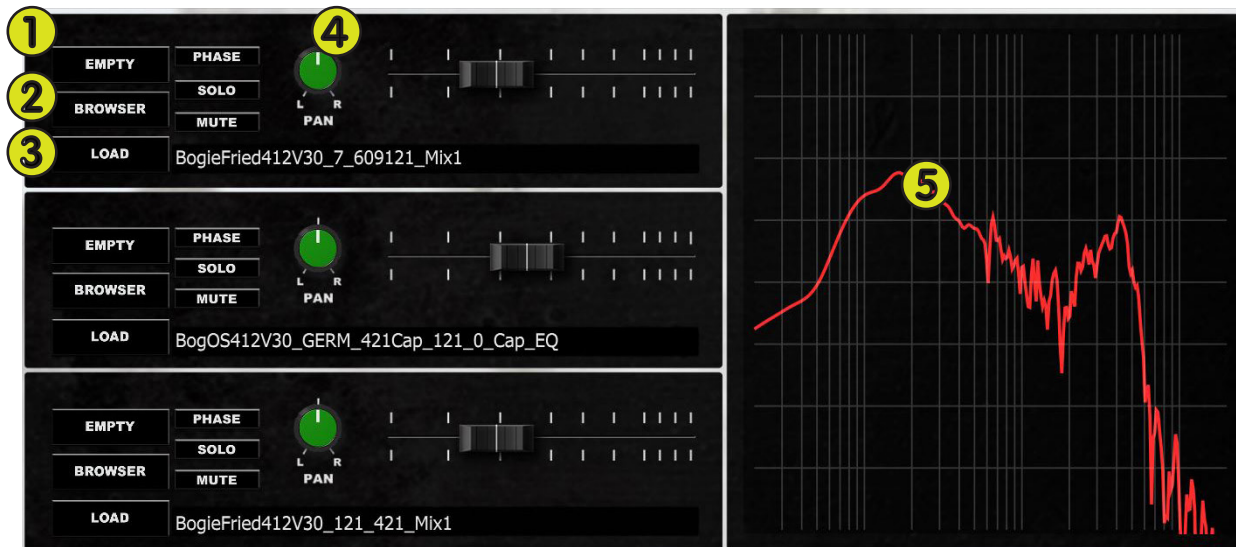 1
EMPTY
PHASE
4
2
BROWSER
SOLO
L R
PAN
MUTE
3
LOAD
BogieFried412V30_7_609121_Mix1
5
EMPTY
PHASE
SOLO
L R
PAN
BROWSER
MUTE
LOAD
BogOS412V30_GERM_421Cap_121_0_Cap_EQ
EMPTY
PHASE
SOLO
L R
PAN
BROWSER
MUTE
LOAD
BogieFried412V30_121_421_Mix1